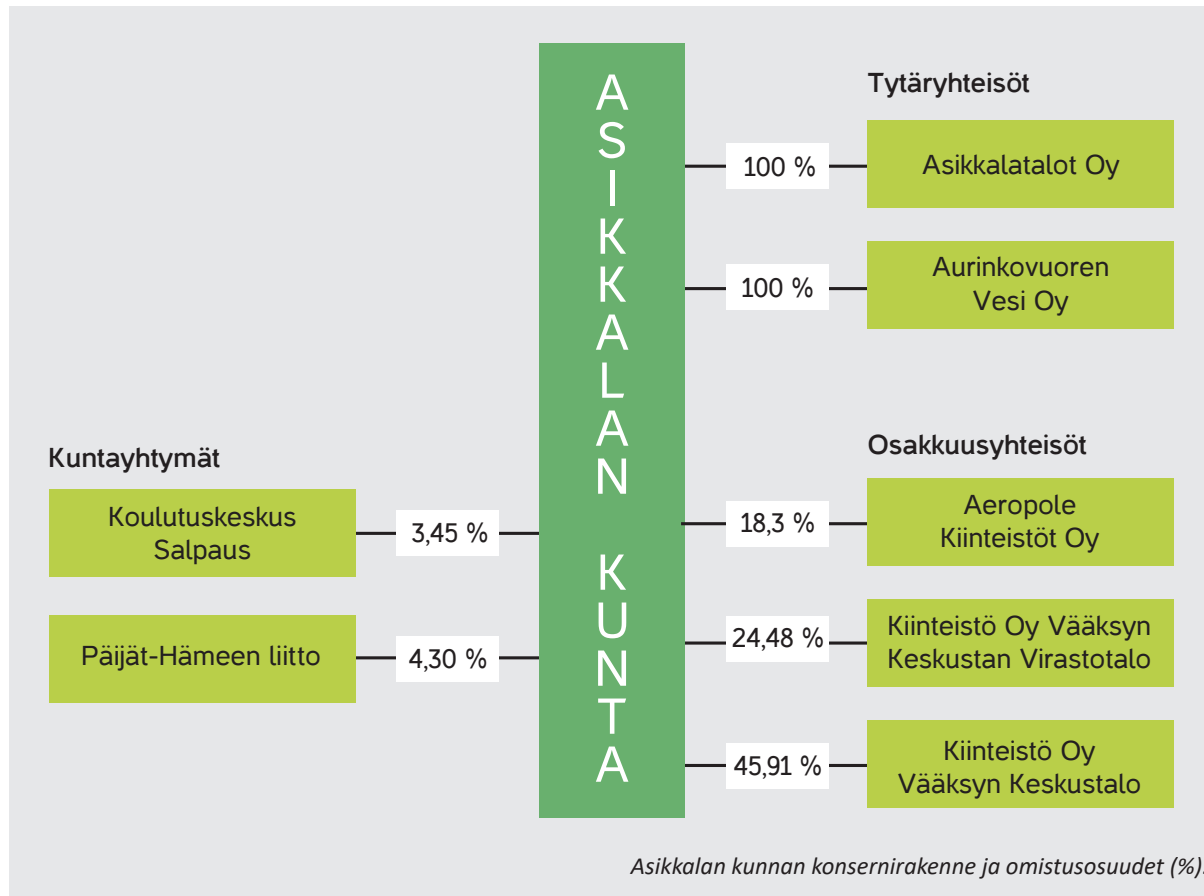 ASIKKALAN KUNTA
Tytäryhteisöt
100 %
Asikkalatalot Oy
100 %
Aurinkovuoren
Vesi Oy
Kuntayhtymät
Koulutuskeskus
Salpaus
3,45 %
Päijät-Hämeen liitto
4,30 %
Osakkuusyhteisöt
18,3 %
Aeropole
Kiinteistöt Oy
24,48 %
Kiinteistö Oy Vääksyn
Keskustan Virastotalo
45,91 %
Kiinteistö Oy
Vääksyn Keskustalo
Asikkalan kunnan konsernirakenne ja omistusosuudet (%).